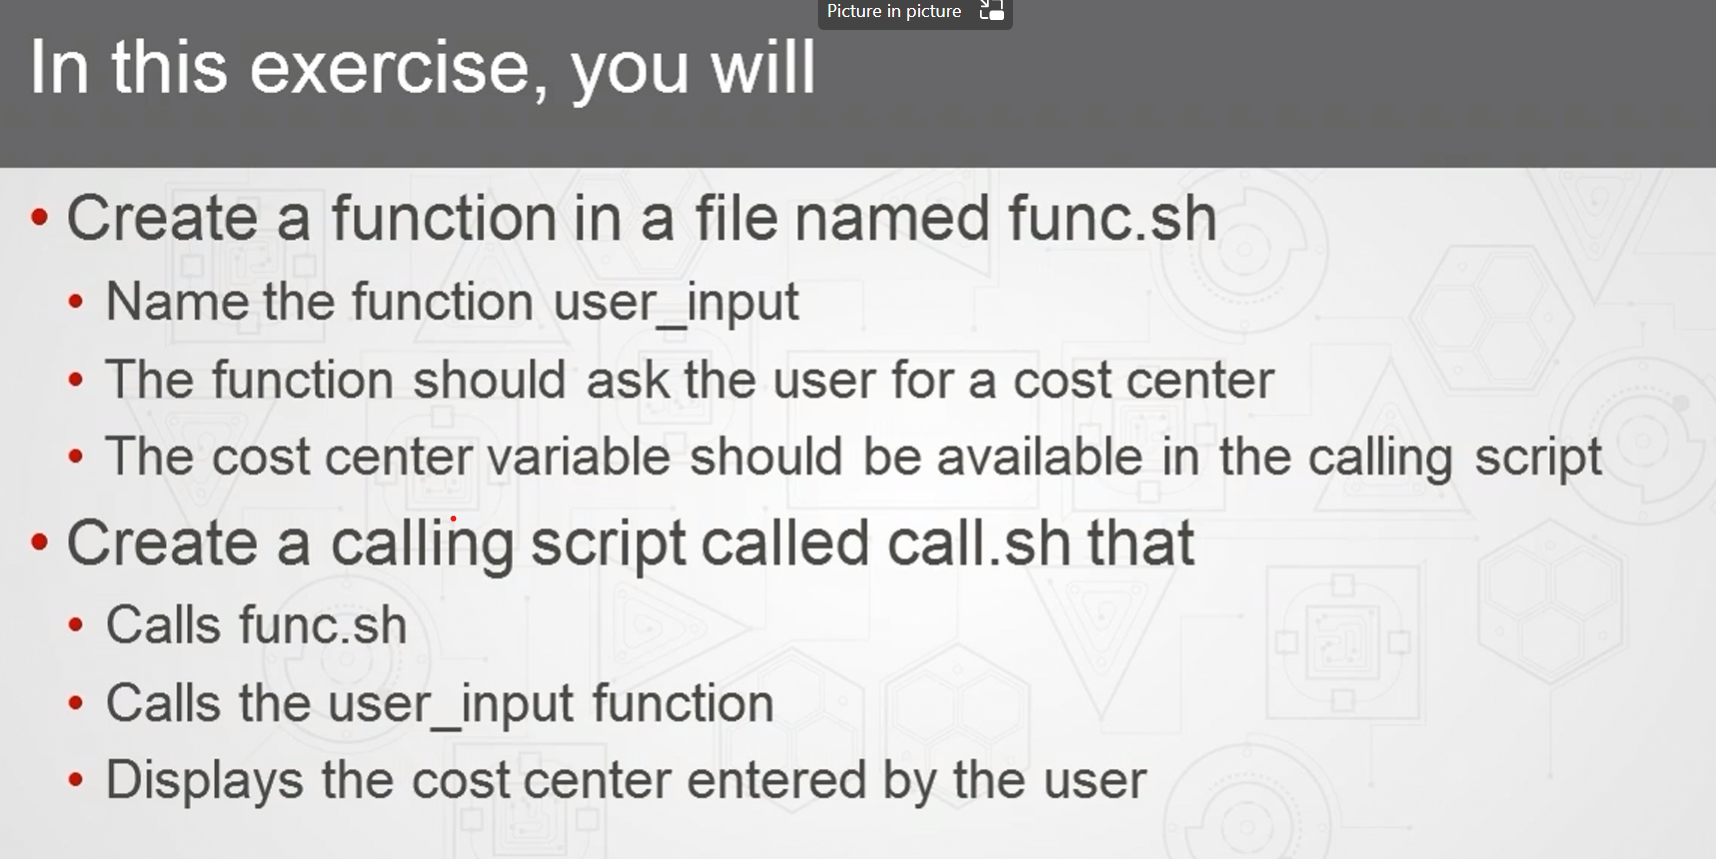 Picture in picture
In this exercise, you will
• Create a function in a file named func.sh
• Name the function user_input
• The function should ask the user for a cost center
• The cost center variable should be available in the calling script
• Create a calling script called call.sh that
• Calls func.sh
• Calls the user_input function
• Displays the cost center entered by the user